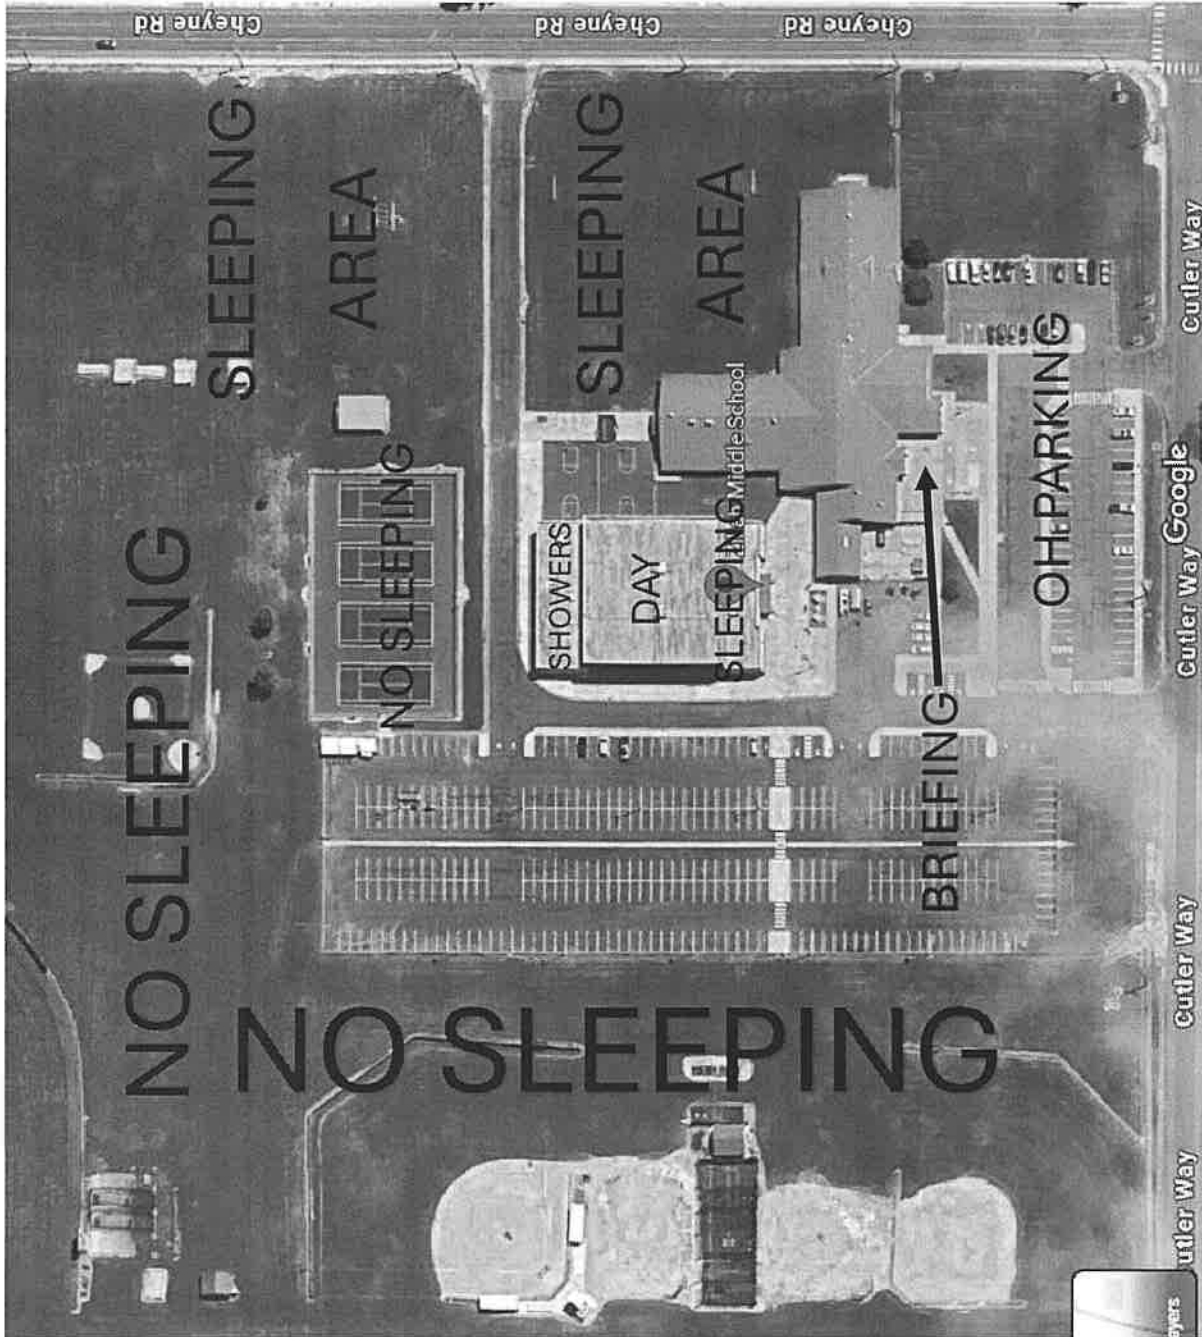 Cheyne Rd
Cheyne Rd
Cheyne Rd
SLEEPING
AREA
SLEEPING
AREA
NO SLEEPING
NO SLEEPING
SHOWERS
DAY
SLEEPING
Middle School
OH PARKING
BRIEFING
NO SLEEPING
Cutler Way
Google
Cutler Way
Cutler Way
Cutler Way